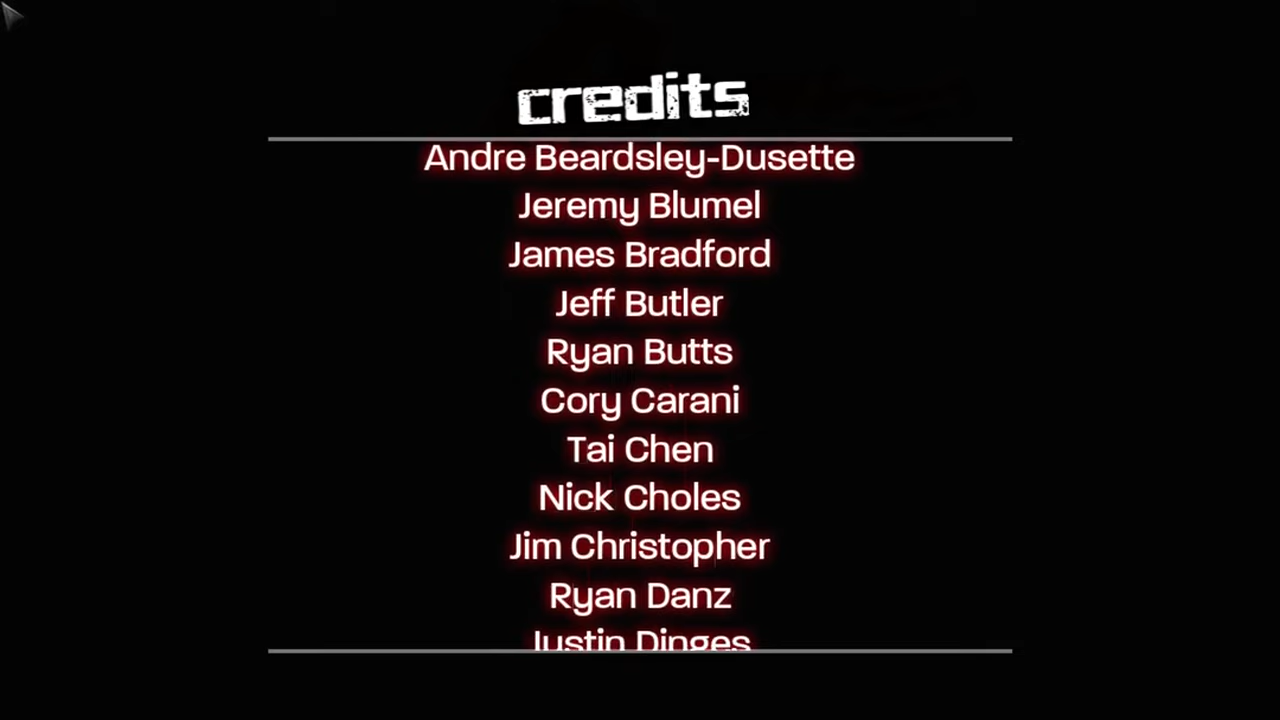 credits
Andre Beardsley-Dusette
Jeremy Blumel
James Bradford
Jeff Butler
Ryan Butts
Cory Carani
Tai Chen
Nick Choles
Jim Christopher
Ryan Danz
Justin Dinges